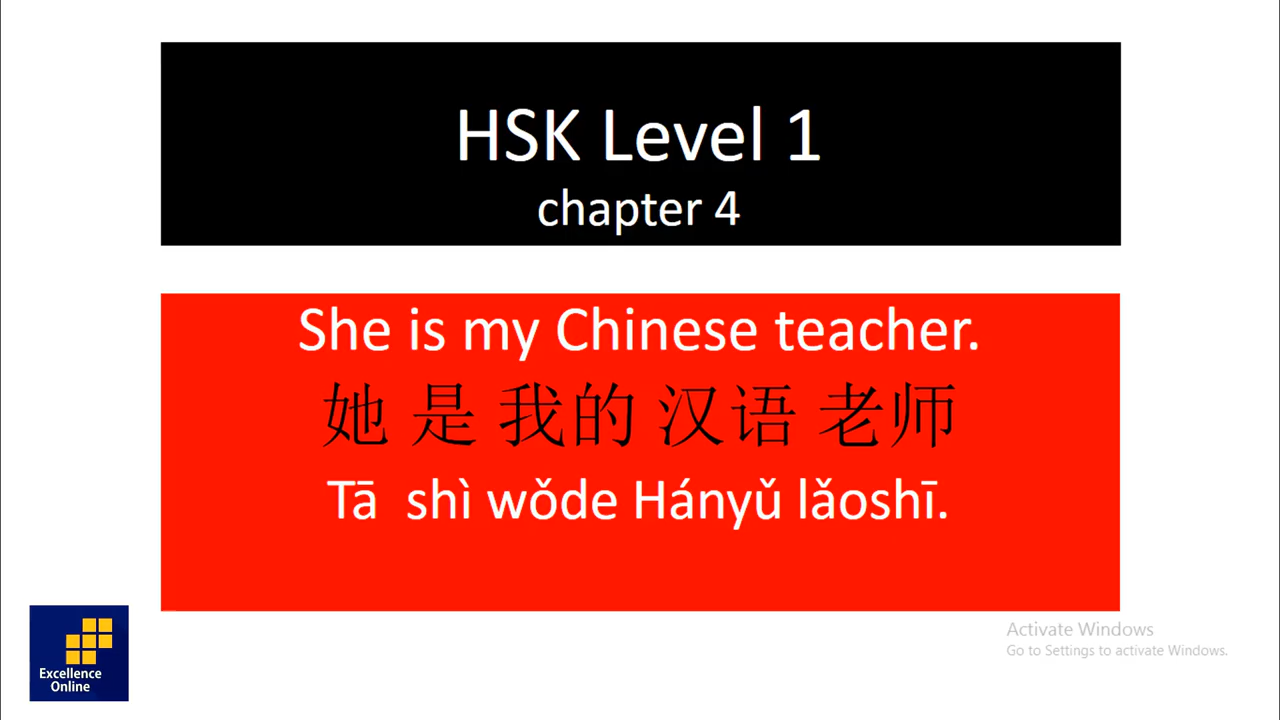 HSK Level 1
chapter 4
She is my Chinese teacher.
她 是 我的 汉语 老师
Tā shì wǒde Hányǔ lǎoshī.
Excellence
Online
Activate Windows
Go to Settings to activate Windows.